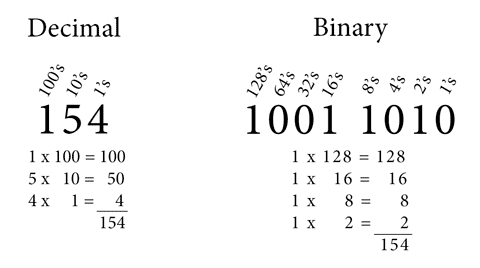 Decimal
100's 10's 1's
154
1 x 100 = 100
5 x 10 = 50
4 x 1 = 4
154
Binary
128's 64's 32's 16's 8's 4's 2's 1's
1001 1010
1 x 128 = 128
1 x 16 = 16
1 x 8 = 8
1 x 2 = 2
154